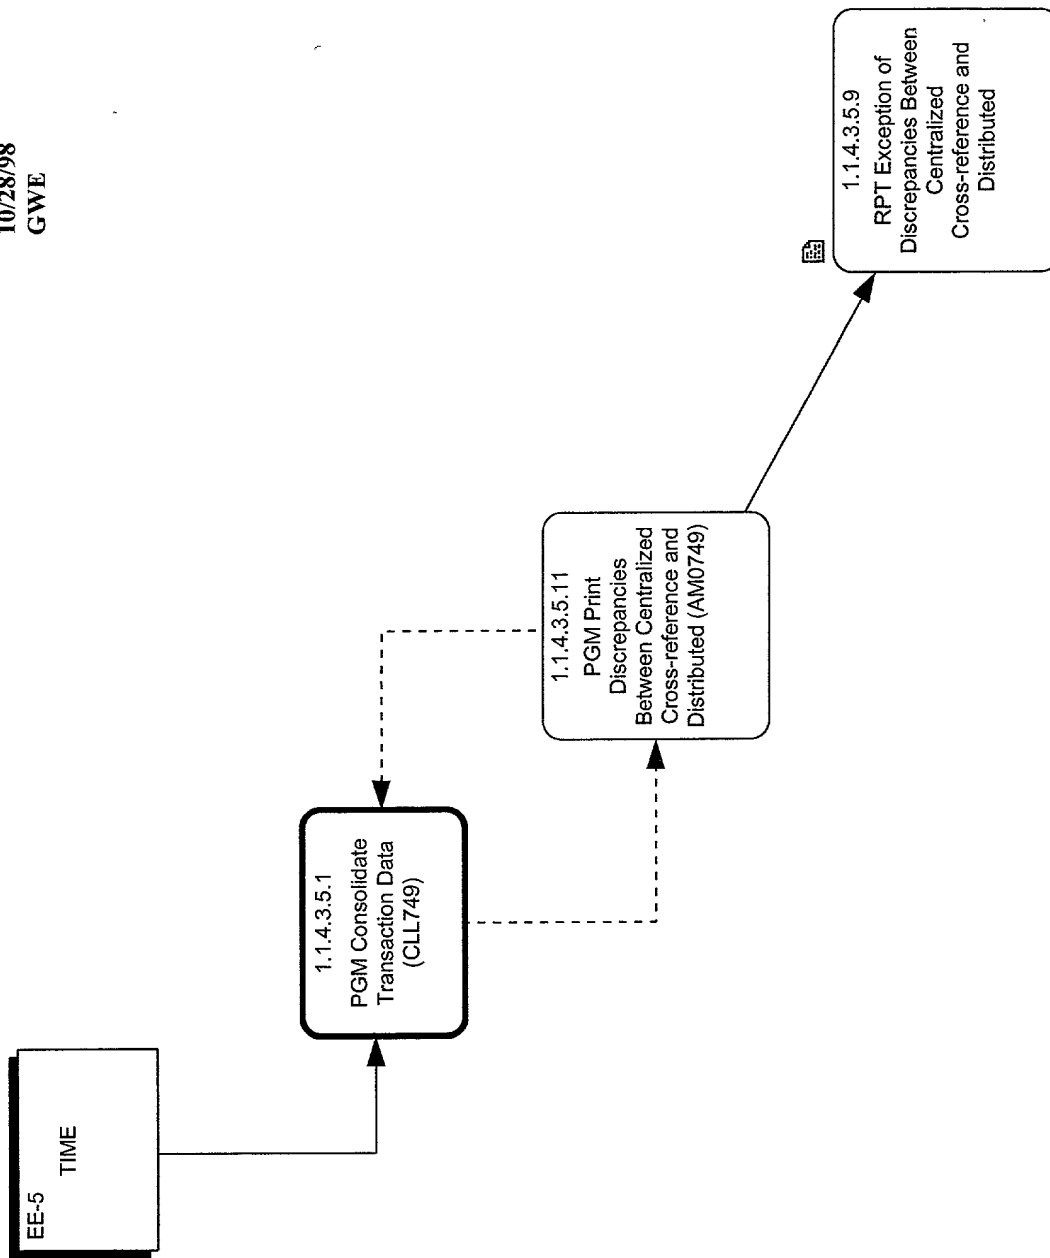 10/28/98
GWE
EE-5
TIME
1.1.4.3.5.1
PGM Consolidate
Transaction Data
(CLL749)
1.1.4.3.5.11
PGM Print
Discrepancies
Between Centralized
Cross-reference and
Distributed (AM0749)
1.1.4.3.5.9
RPT Exception of
Discrepancies Between
Centralized
Cross-reference and
Distributed